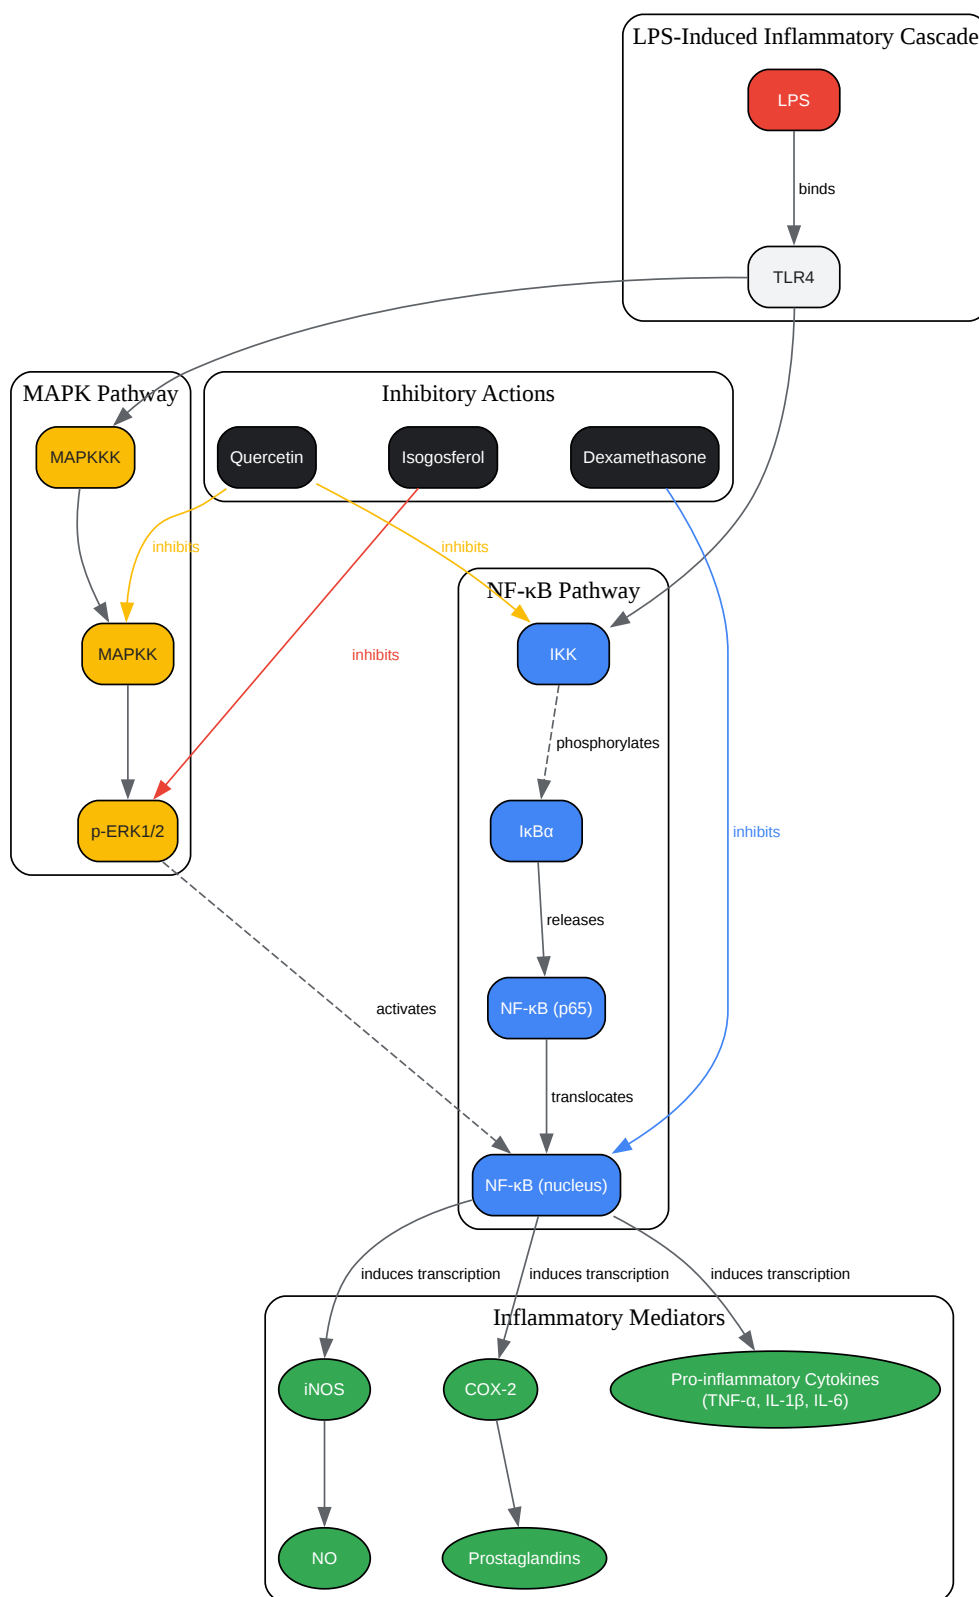 LPS-Induced Inflammatory Cascade
LPS
binds
TLR4
MAPK Pathway
Inhibitory Actions
MAPKKK
Quercetin
Isogosferol
Dexamethasone
inhibits
inhibits
NF-κB Pathway
MAPKK
IKK
inhibits
phosphorylates
p-ERK1/2
IκBα
inhibits
releases
NF-κB (p65)
activates
translocates
NF-κB (nucleus)
induces transcription
induces transcription
induces transcription
Inflammatory Mediators
iNOS
COX-2
Pro-inflammatory Cytokines
(TNF-α, IL-1β, IL-6)
NO
Prostaglandins